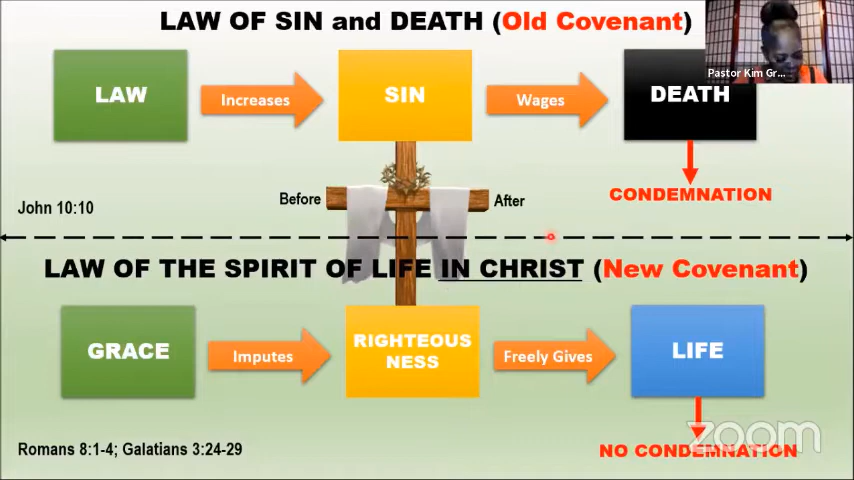 LAW OF SIN and DEATH (Old Covenant)
Pastor Kim Gr...
LAW
Increases
SIN
Wages
DEATH
CONDEMNATION
Before
After
John 10:10
LAW OF THE SPIRIT OF LIFE IN CHRIST (New Covenant)
GRACE
Imputes
RIGHTEOUS
NESS
Freely Gives
LIFE
NO CONDEMNATION
Romans 8:1-4; Galatians 3:24-29
zoom